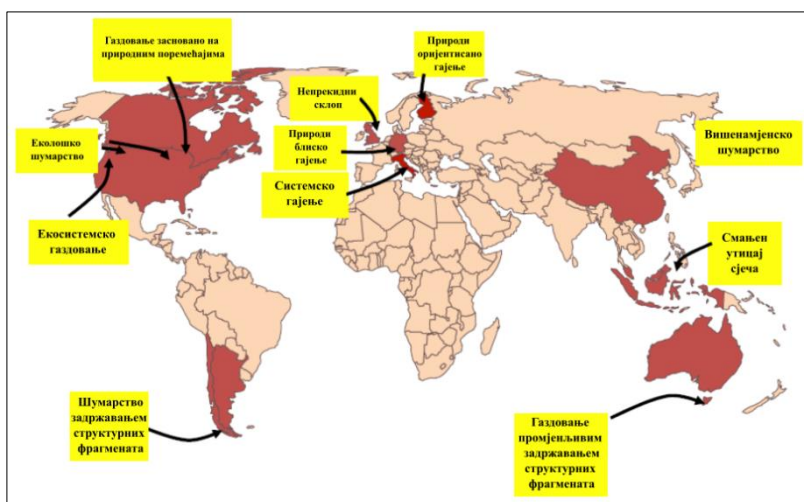 Газдовање засновано на
природним поремећајима
Природи
оријентисано
гајење
Непрекидни
склоп
Еколошко
шумарство
Природи
блиско
гајење
Вишенамјенско
шумарство
Системско
гајење
Екосистемско
газдовање
Смањен
утицај
сјеча
Шумарство
задржавањем
структурних
фрагмената
Газдовање
промјенљивим
задржавањем
структурних
фрагмената